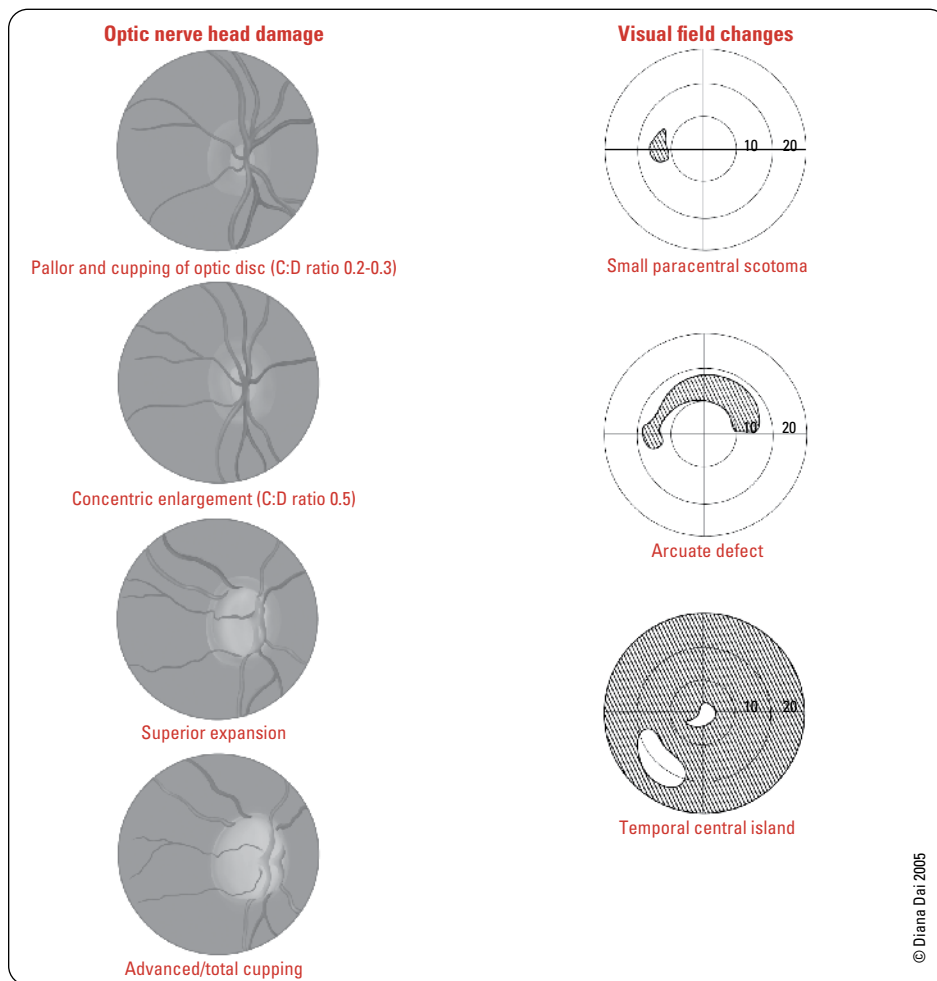 Optic nerve head damage
Pallor and cupping of optic disc (C:D ratio 0.2-0.3)
Concentric enlargement (C:D ratio 0.5)
Superior expansion
Advanced/total cupping
Visual field changes
10 20
Small paracentral scotoma
10 20
Arcuate defect
10 20
Temporal central island
© Diana Dai 2005